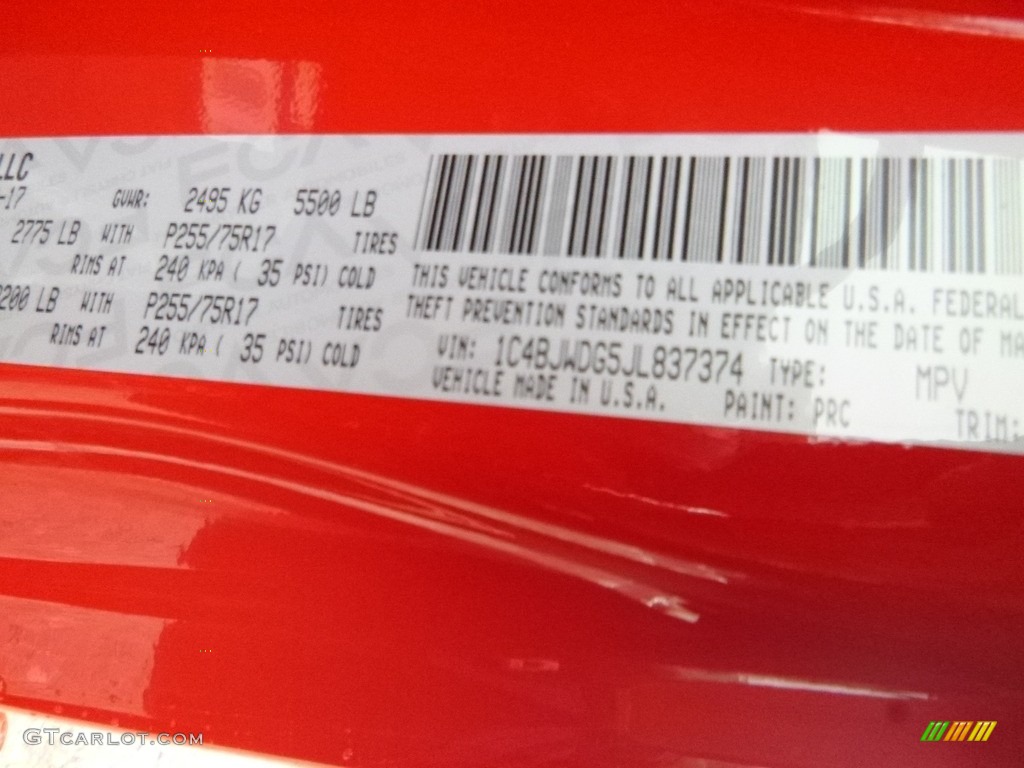 LLC
-17 GVWR: 2495 KG 5500 LB
2775 LB WITH P255/75R17 TIRES
RIMS AT 240 KPA ( 35 PSI) COLD
200 LB WITH P255/75R17 TIRES
RIMS AT 240 KPA ( 35 PSI) COLD
THIS VEHICLE CONFORMS TO ALL APPLICABLE U.S.A. FEDERAL
THEFT PREVENTION STANDARDS IN EFFECT ON THE DATE OF MA
VIN: 1C4BJWDG5JL837374 TYPE: MPV
VEHICLE MADE IN U.S.A. PAINT: PRC TRIM:
GTCARLOT.COM